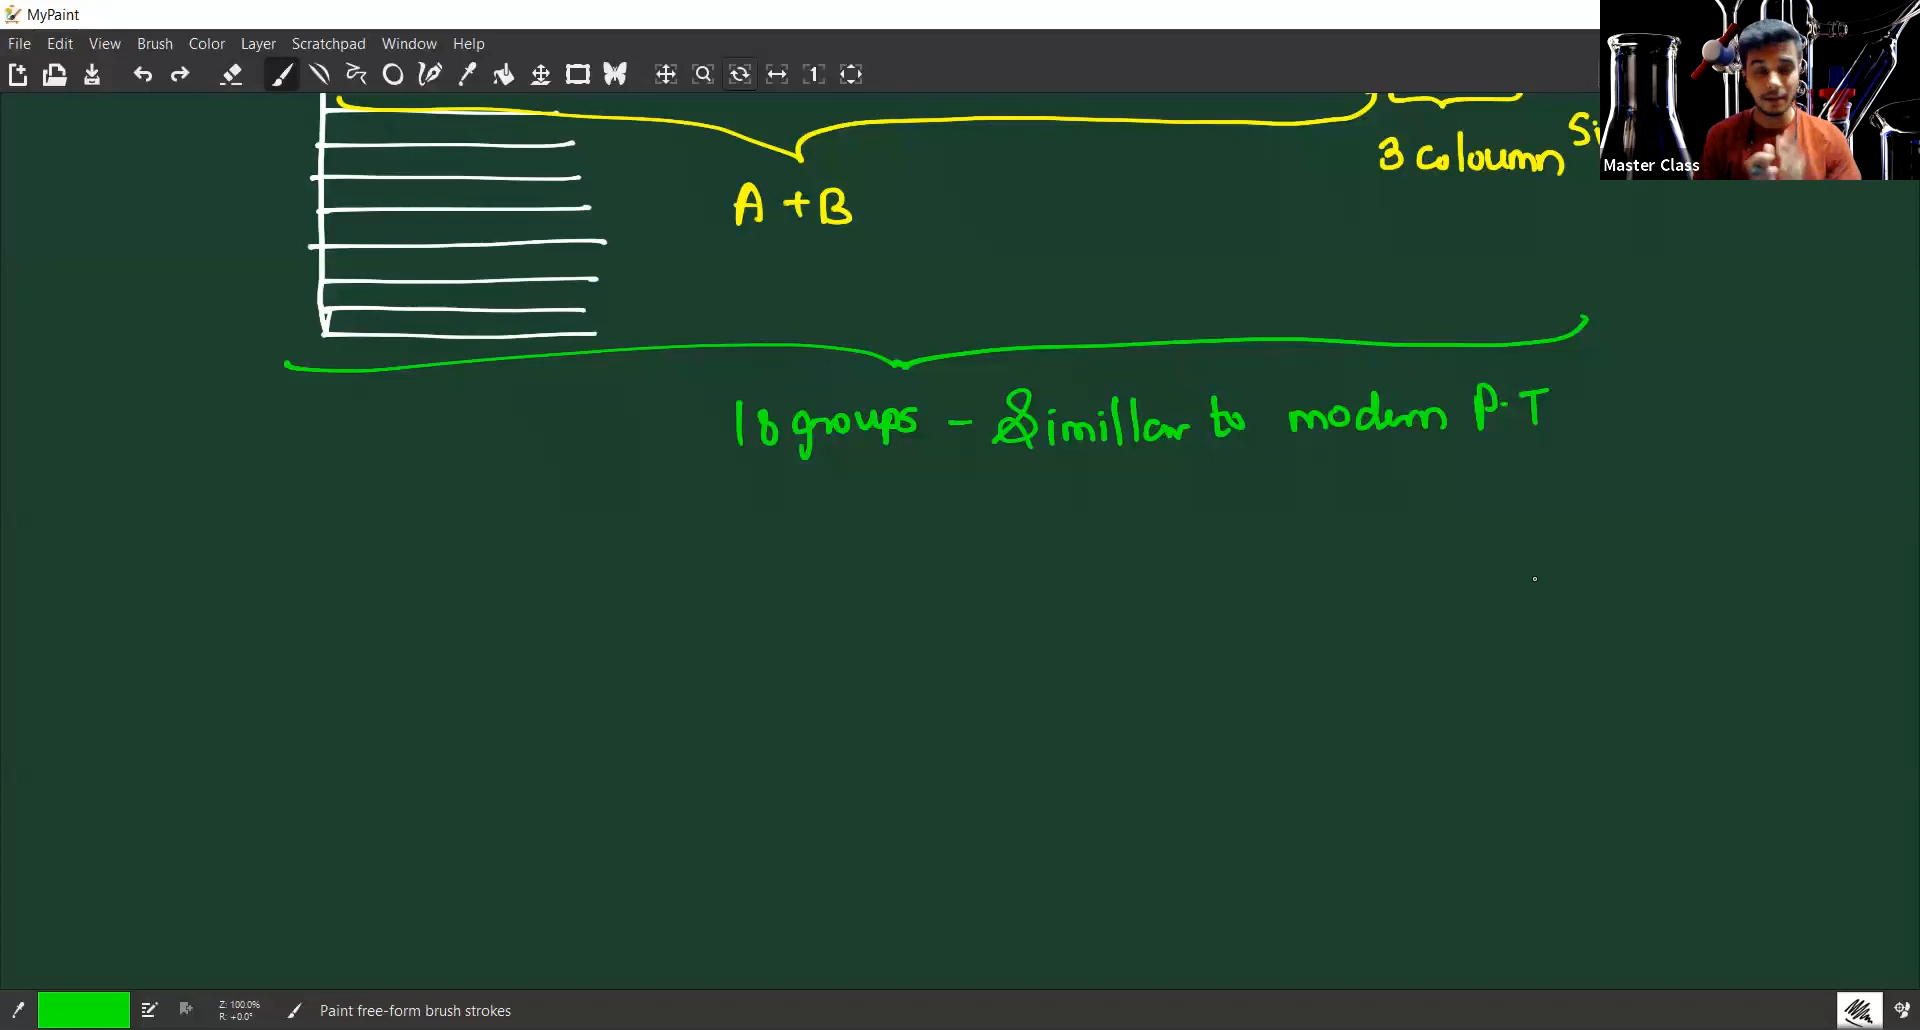 MyPaint
File Edit View Brush Color Layer Scratchpad Window Help
1
Master Class
3 coloumn
A + B
18 groups - Simillar to modern P.T
Z: 100.0%
R: +0.0°
Paint free-form brush strokes